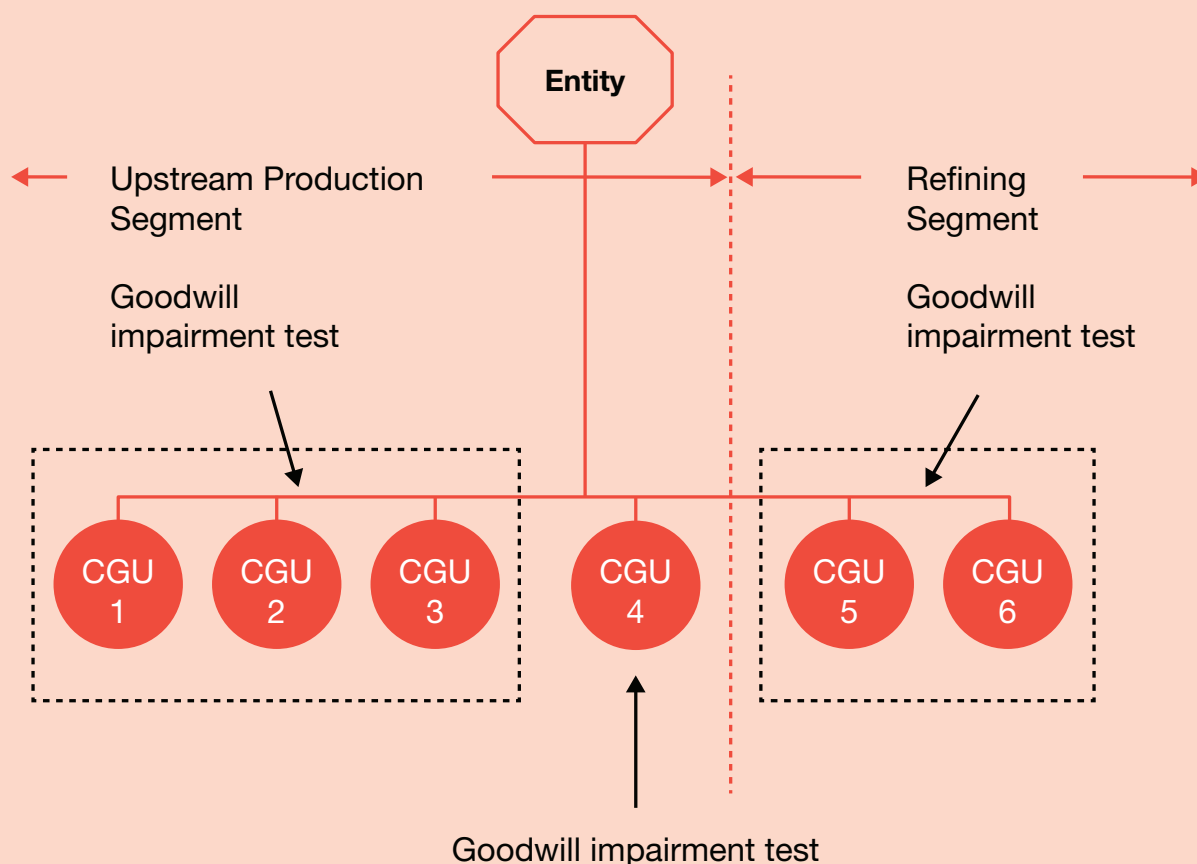 Entity
Upstream Production
Segment
Refining
Segment
Goodwill
impairment test
Goodwill
impairment test
CGU
1
CGU
2
CGU
3
CGU
4
CGU
5
CGU
6
Goodwill impairment test